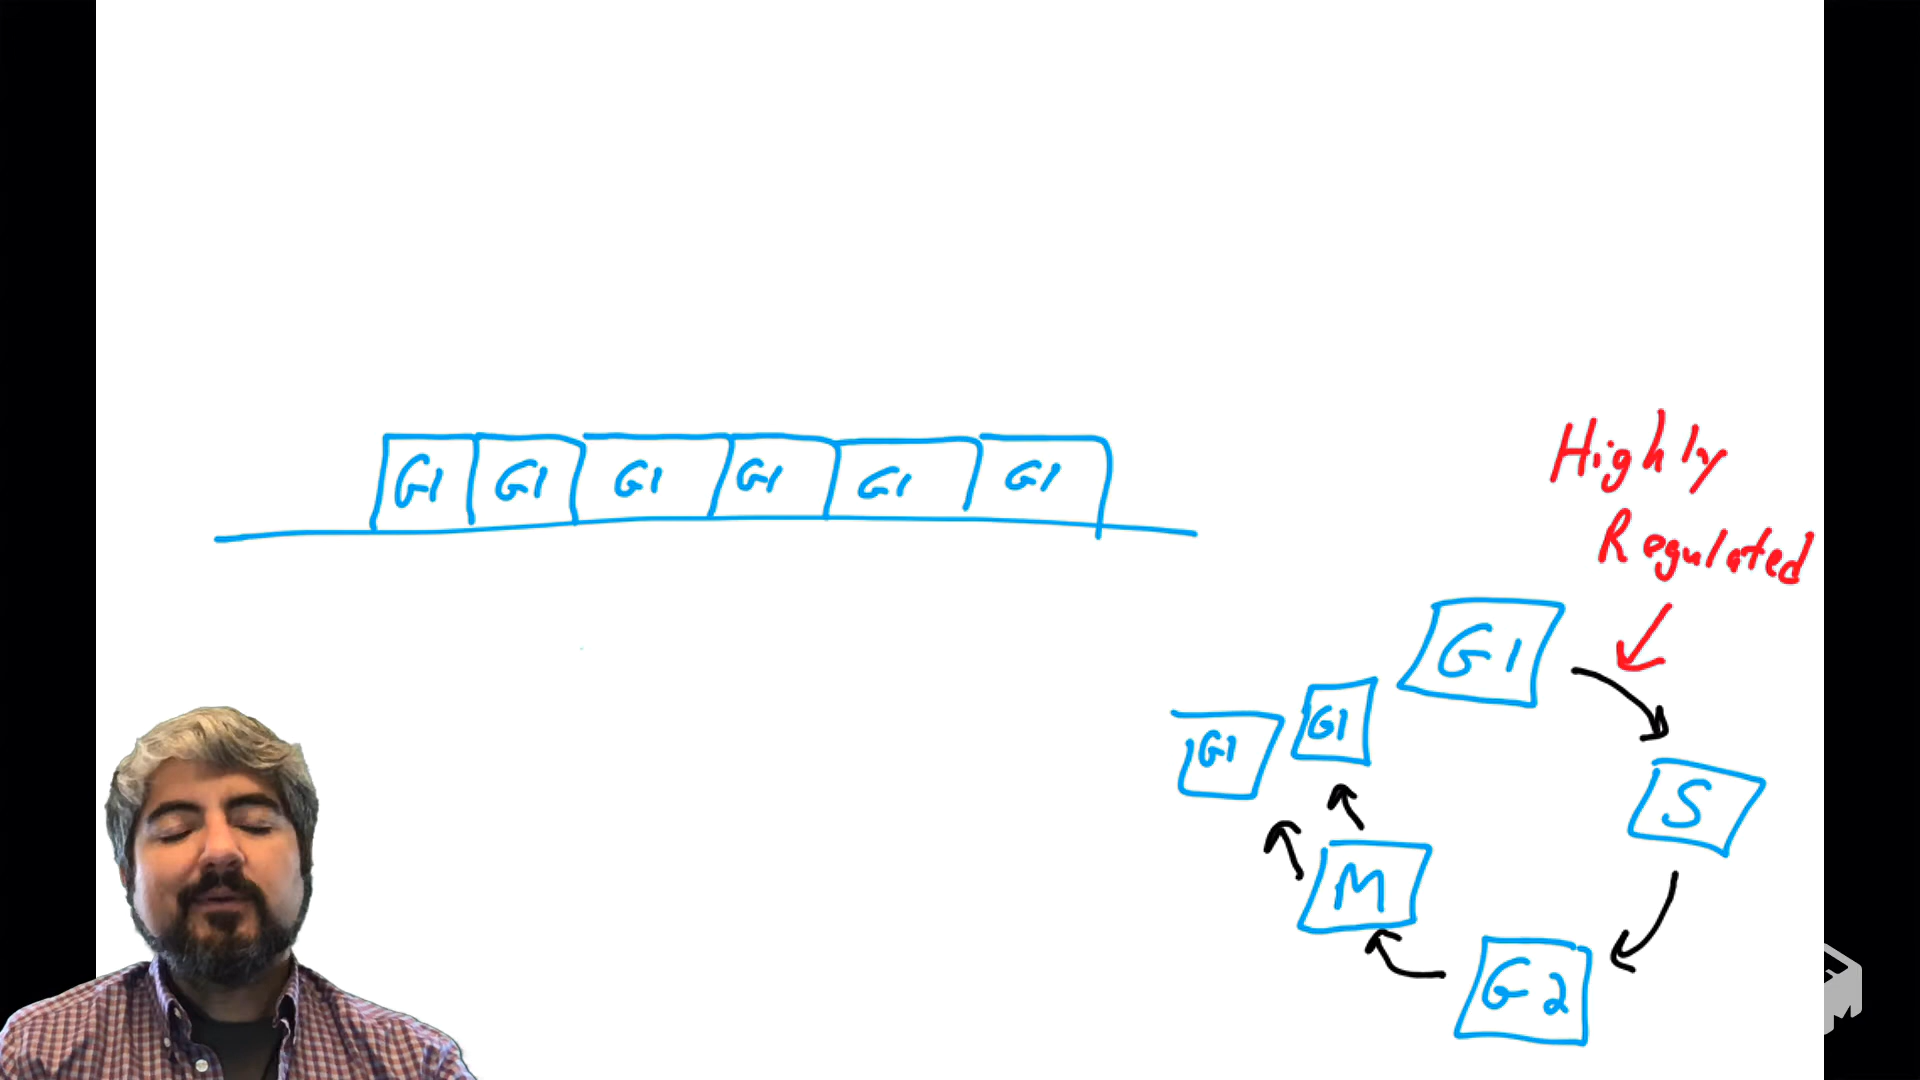 G1 G1 G1 G1 G1 G1
Highly
Regulated
G1
G1 G1
S
M
G2